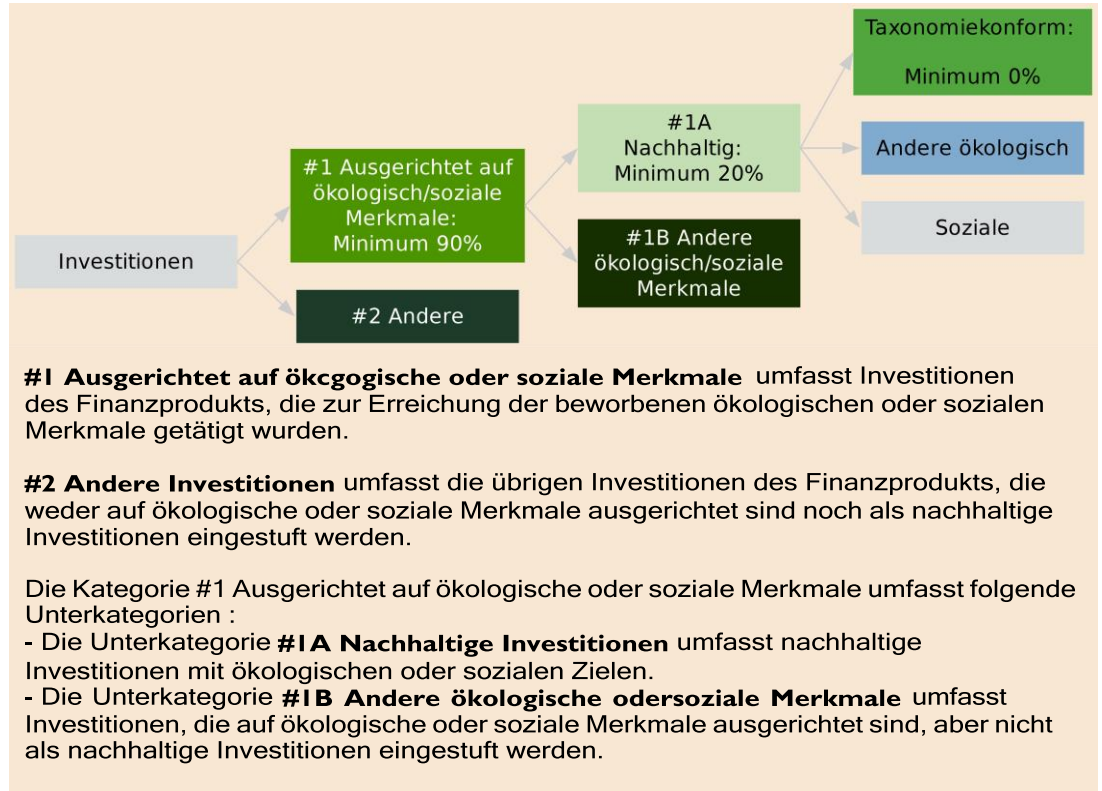 Taxonomiekonform:
Minimum 0%
#1A
Nachhaltig:
Minimum 20%
Andere ökologisch
#1 Ausgerichtet auf
ökologisch/soziale
Merkmale:
Minimum 90%
Soziale
#1B Andere
ökologisch/soziale
Merkmale
Investitionen
#2 Andere
#1 Ausgerichtet auf ökcgogische oder soziale Merkmale umfasst Investitionen
des Finanzprodukts, die zur Erreichung der beworbenen ökologischen oder sozialen
Merkmale getätigt wurden.
#2 Andere Investitionen umfasst die übrigen Investitionen des Finanzprodukts, die
weder auf ökologische oder soziale Merkmale ausgerichtet sind noch als nachhaltige
Investitionen eingestuft werden.
Die Kategorie #1 Ausgerichtet auf ökologische oder soziale Merkmale umfasst folgende
Unterkategorien :
- Die Unterkategorie #1A Nachhaltige Investitionen umfasst nachhaltige
Investitionen mit ökologischen oder sozialen Zielen.
- Die Unterkategorie #1B Andere ökologische odersoziale Merkmale umfasst
Investitionen, die auf ökologische oder soziale Merkmale ausgerichtet sind, aber nicht
als nachhaltige Investitionen eingestuft werden.